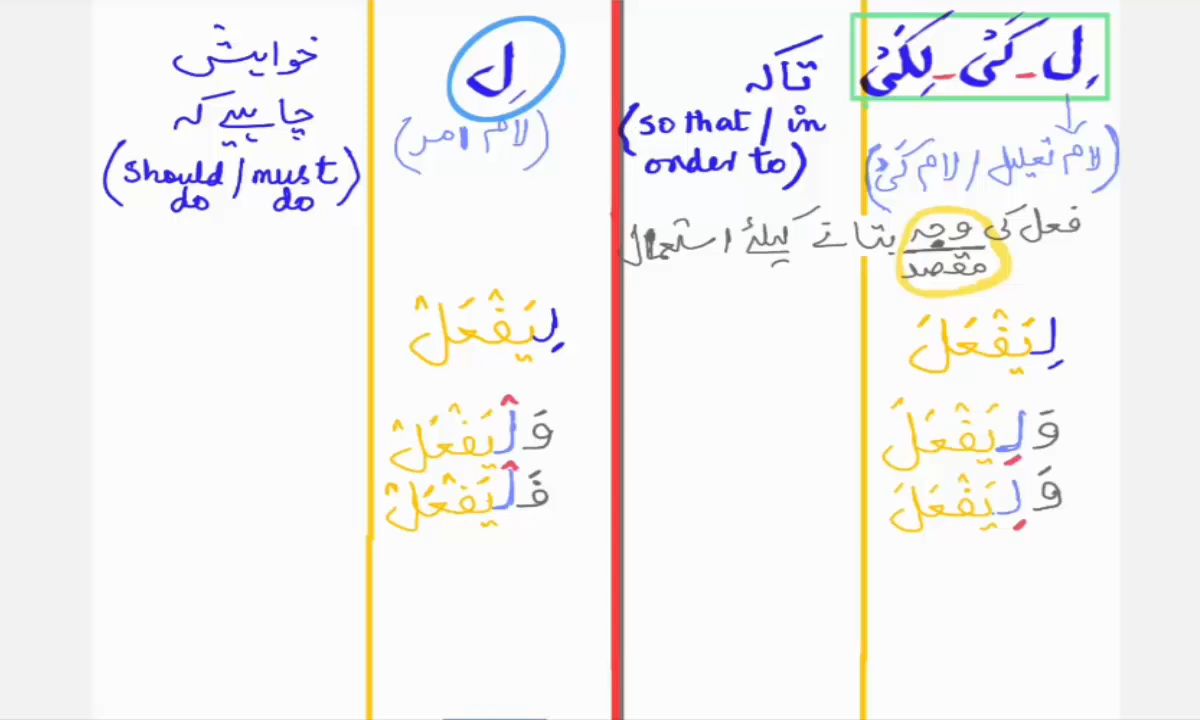 لِ - كَيْ - لِكَيْ
(لام تعلیل / لام كَيْ)
تاکہ
(so that / in
order to)
فعل کی وجہ بتانے کیلئے استعمال
مقصد
لِيَفْعَلَ
وَ لِيَفْعَلَ
فَ لِيَفْعَلَ
لِ
(لام امر)
خواہش
چاہیے کہ
(should / must
do do)
لِيَفْعَلْ
وَ لْيَفْعَلْ
فَ لْيَفْعَلْ